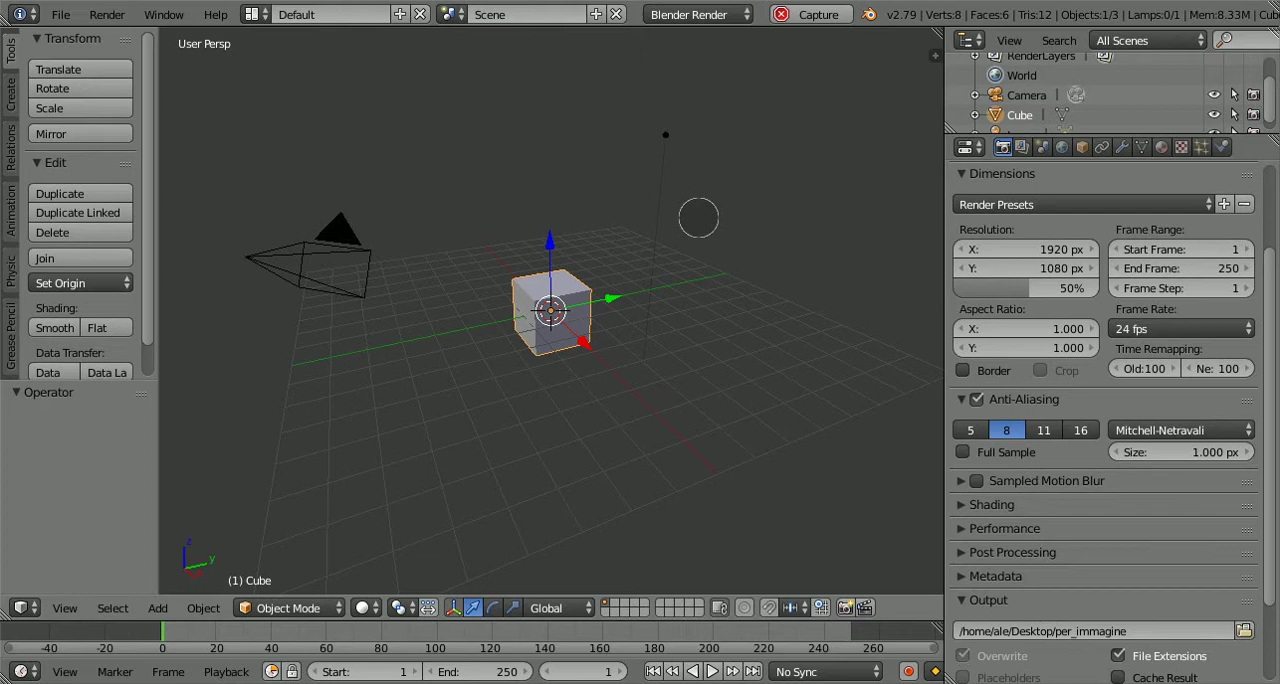 File Render Window Help Default Scene Blender Render Capture v2.79 | Verts:8 | Faces:6 | Tris:12 | Objects:1/3 | Lamps:0/1 | Mem:8.33M | Cub
Tools
Create
Relations
Animation
Physic
Grease Pencil
Transform
Translate
Rotate
Scale
Mirror
Edit
Duplicate
Duplicate Linked
Delete
Join
Set Origin
Shading:
Smooth Flat
Data Transfer:
Data Data La
Operator
User Persp
z
y
(1) Cube
View Search All Scenes
RenderLayers
World
Camera
Cube
Dimensions
Render Presets
Resolution: Frame Range:
X: 1920 px Start Frame: 1
Y: 1080 px End Frame: 250
50% Frame Step: 1
Aspect Ratio: Frame Rate:
X: 1.000 24 fps
Y: 1.000 Time Remapping:
Border Crop Old:100 Ne: 100
Anti-Aliasing
5 8 11 16 Mitchell-Netravali
Full Sample Size: 1.000 px
Sampled Motion Blur
Shading
Performance
Post Processing
Metadata
Output
/home/ale/Desktop/per_immagine
Overwrite File Extensions
Placeholders Cache Result
View Select Add Object Object Mode Global
-40 -20 0 20 40 60 80 100 120 140 160 180 200 220 240 260
View Marker Frame Playback Start: 1 End: 250 1 No Sync